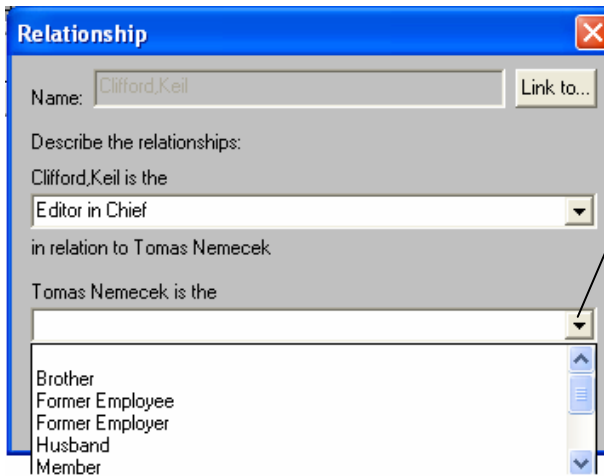 Relationship
Name: Clifford,Keil Link to...
Describe the relationships:
Clifford,Keil is the
Editor in Chief
in relation to Tomas Nemecek
Tomas Nemecek is the
Brother
Former Employee
Former Employer
Husband
Member